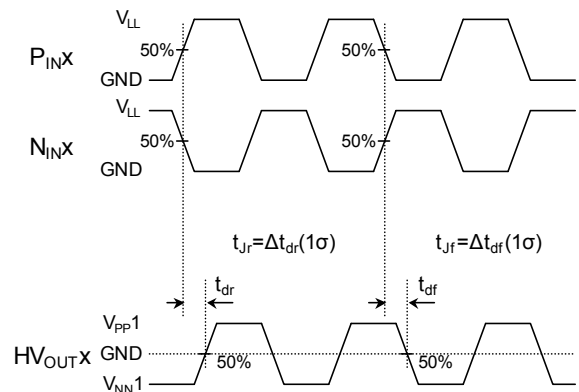 V_LL
P_INx 50% 50%
GND
V_LL
N_INx 50% 50%
GND
t_Jr=Δt_dr(1σ) t_Jf=Δt_df(1σ)
t_dr t_df
V_PP1
HV_OUTx GND 50% 50%
V_NN1